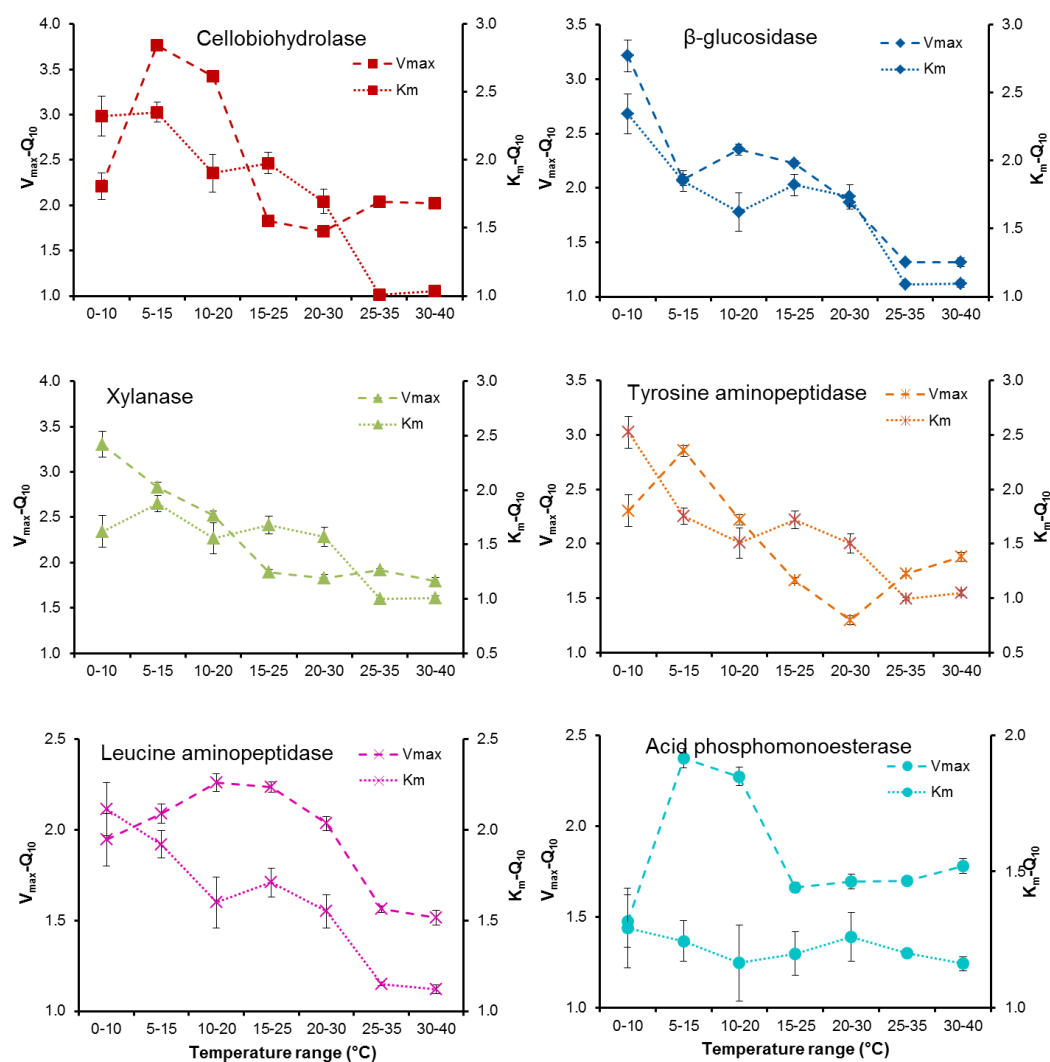 Cellobiohydrolase
Vmax
Km
Vmax-Q10
Km-Q10
4.0
3.5
3.0
2.5
2.0
1.5
1.0
3.0
2.5
2.0
1.5
1.0
0-10 5-15 10-20 15-25 20-30 25-35 30-40
β-glucosidase
Vmax
Km
Vmax-Q10
Km-Q10
3.5
3.0
2.5
2.0
1.5
1.0
3.0
2.5
2.0
1.5
1.0
0-10 5-15 10-20 15-25 20-30 25-35 30-40
Xylanase
Vmax
Km
Vmax-Q10
Km-Q10
4.0
3.5
3.0
2.5
2.0
1.5
1.0
3.0
2.5
2.0
1.5
1.0
0.5
0-10 5-15 10-20 15-25 20-30 25-35 30-40
Tyrosine aminopeptidase
Vmax
Km
Vmax-Q10
Km-Q10
3.5
3.0
2.5
2.0
1.5
1.0
3.0
2.5
2.0
1.5
1.0
0.5
0-10 5-15 10-20 15-25 20-30 25-35 30-40
Leucine aminopeptidase
Vmax
Km
Vmax-Q10
Km-Q10
2.5
2.0
1.5
1.0
2.5
2.0
1.5
1.0
0-10 5-15 10-20 15-25 20-30 25-35 30-40
Temperature range (°C)
Acid phosphomonoesterase
Vmax
Km
Vmax-Q10
Km-Q10
2.5
2.0
1.5
1.0
2.0
1.5
1.0
0-10 5-15 10-20 15-25 20-30 25-35 30-40
Temperature range (°C)